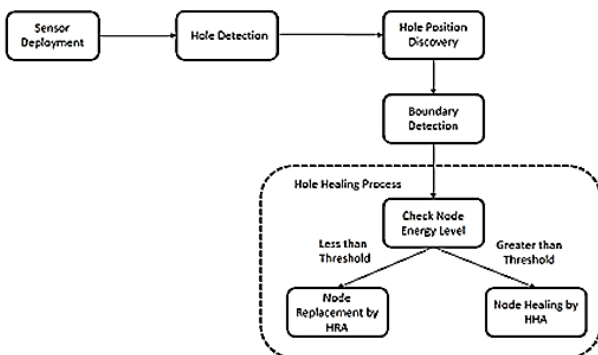 Sensor
Deployment
Hole Detection
Hole Position
Discovery
Boundary
Detection
Hole Healing Process
Check Node
Energy Level
Less than
Threshold
Greater than
Threshold
Node
Replacement by
HRA
Node Healing by
HHA